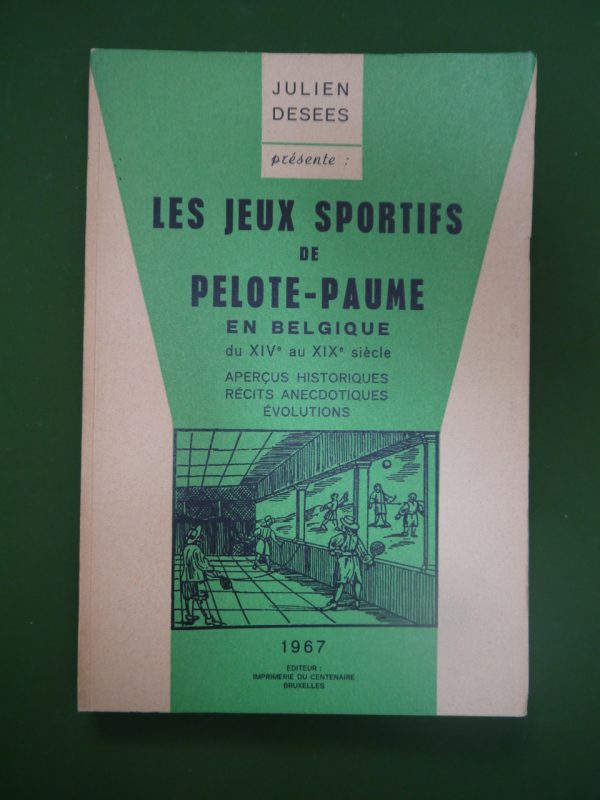 JULIEN
DESEES
présente :
LES JEUX SPORTIFS
DE
PELOTE-PAUME
EN BELGIQUE
du XIVe au XIXe siècle
APERÇUS HISTORIQUES
RÉCITS ANECDOTIQUES
ÉVOLUTIONS
1967
EDITEUR :
IMPRIMERIE DU CENTENAIRE
BRUXELLES